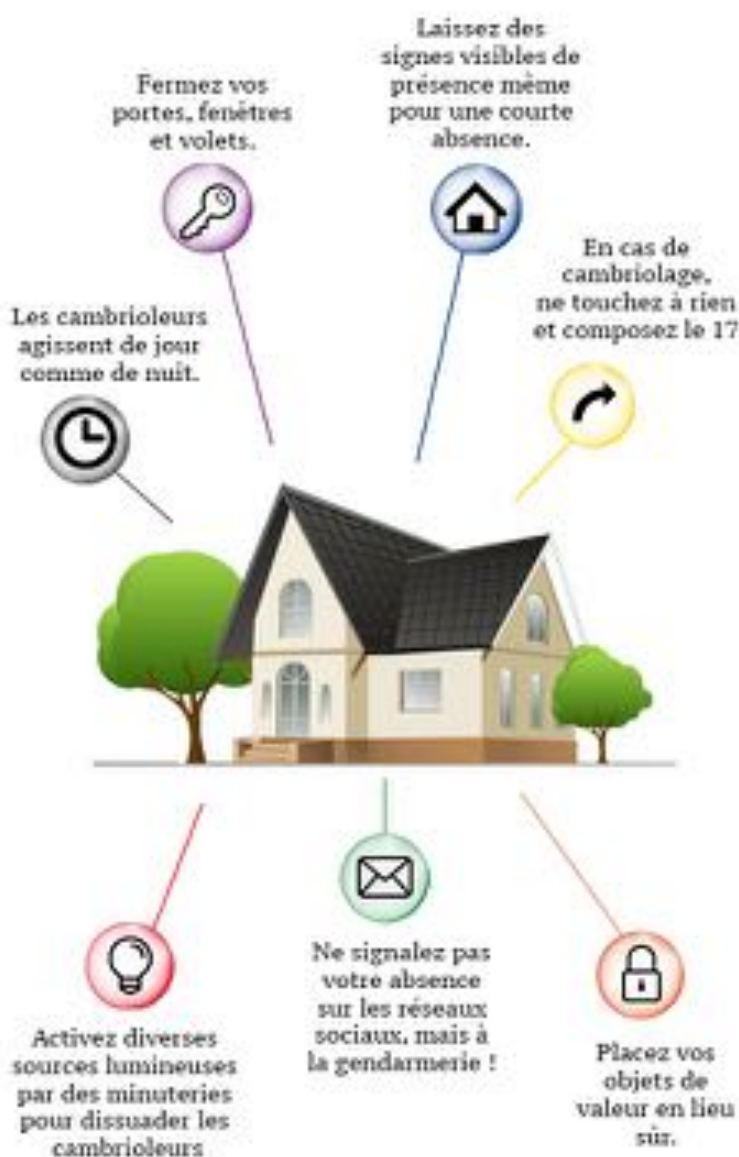 Laissez des
signes visibles de
présence même
pour une courte
absence.
Fermez vos
portes, fenêtres
et volets.
En cas de
cambriolage,
ne touchez à rien
et composez le 17
Les cambrioleurs
agissent de jour
comme de nuit.
Ne signalez pas
votre absence
sur les réseaux
sociaux, mais à
la gendarmerie !
Activez diverses
sources lumineuses
par des minuteries
pour dissuader les
cambrioleurs
Placez vos
objets de
valeur en lieu
sûr.